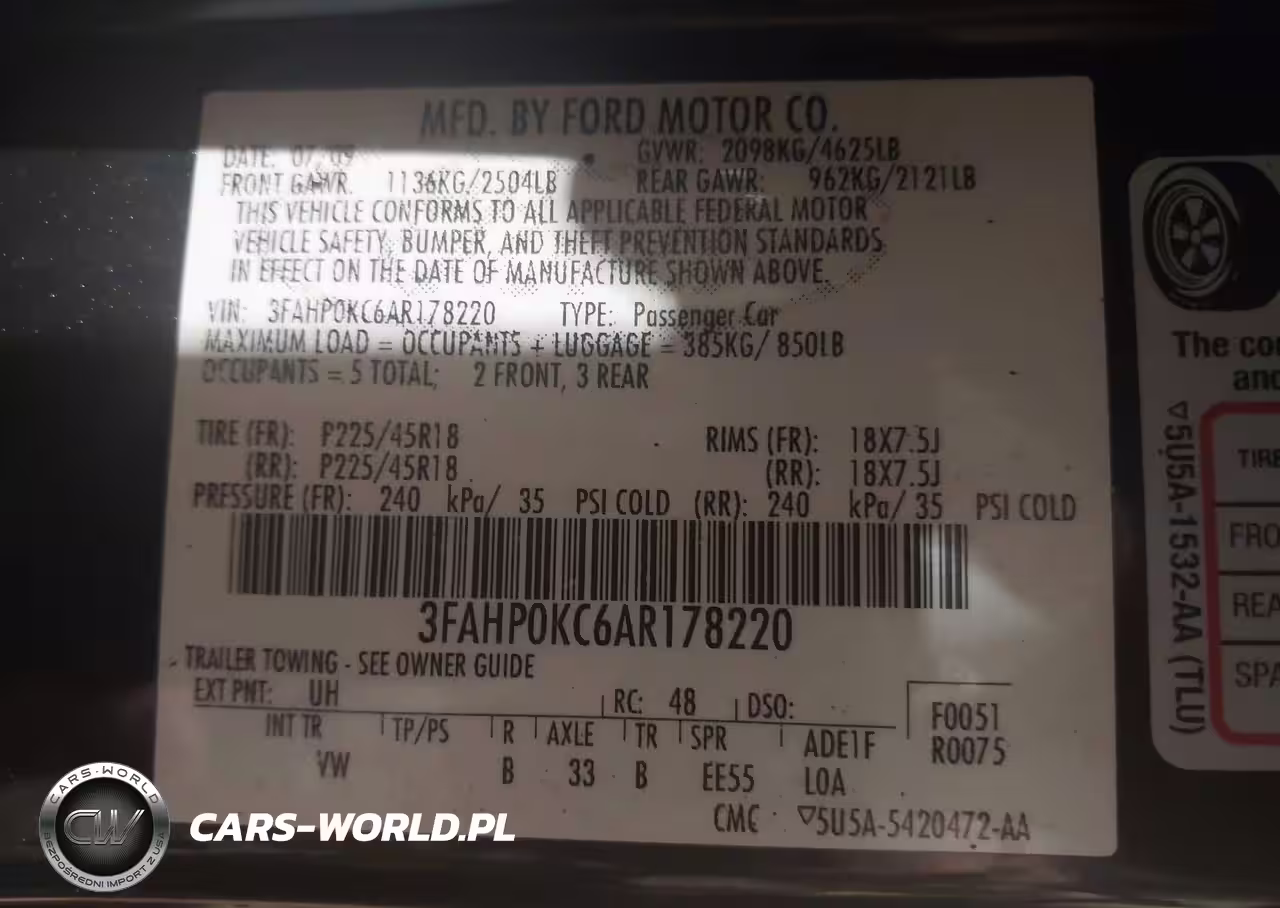 MFD. BY FORD MOTOR CO.
DATE: 07/09 GVWR: 2098KG/4625LB
FRONT GAWR: 1136KG/2504LB REAR GAWR: 962KG/2121LB
THIS VEHICLE CONFORMS TO ALL APPLICABLE FEDERAL MOTOR
VEHICLE SAFETY, BUMPER, AND THEFT PREVENTION STANDARDS
IN EFFECT ON THE DATE OF MANUFACTURE SHOWN ABOVE.
VIN: 3FAHP0KC6AR178220 TYPE: Passenger Car
MAXIMUM LOAD = OCCUPANTS + LUGGAGE = 385KG/ 850LB
OCCUPANTS = 5 TOTAL; 2 FRONT, 3 REAR
TIRE (FR): P225/45R18 RIMS (FR): 18X7.5J
(RR): P225/45R18 (RR): 18X7.5J
PRESSURE (FR): 240 kPa/ 35 PSI COLD (RR): 240 kPa/ 35 PSI COLD
3FAHP0KC6AR178220
TRAILER TOWING - SEE OWNER GUIDE
EXT PNT: UH RC: 48 DSO:
F0051
R0075
INT TR TP/PS R AXLE TR SPR ADE1F
VW B 33 B EE55 LOA
CMC ▽5U5A-5420472-AA
The
and
▽5U5A-1532-AA (TLU)
TIRE
FRO
REA
SPA
CARS-WORLD
CW
BEZPOŚREDNI IMPORT Z USA
CARS-WORLD.PL